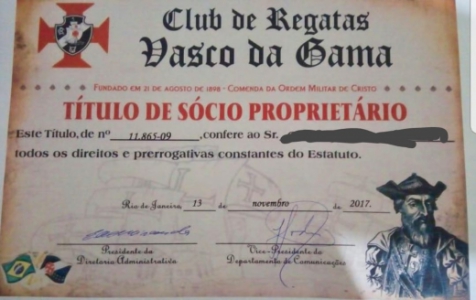 Club de Regatas
Vasco da Gama
FUNDADO EM 21 DE AGOSTO DE 1898 - COMENDA DA ORDEM MILITAR DE CRISTO
TÍTULO DE SÓCIO PROPRIETÁRIO
Este Título, de nº 11.865-09 , confere ao Sr.
todos os direitos e prerrogativas constantes do Estatuto.
Rio de Janeiro, 13 de novembro de 2017.
Presidente da Vice-Presidente do
Diretoria Administrativa Departamento de Comunicações